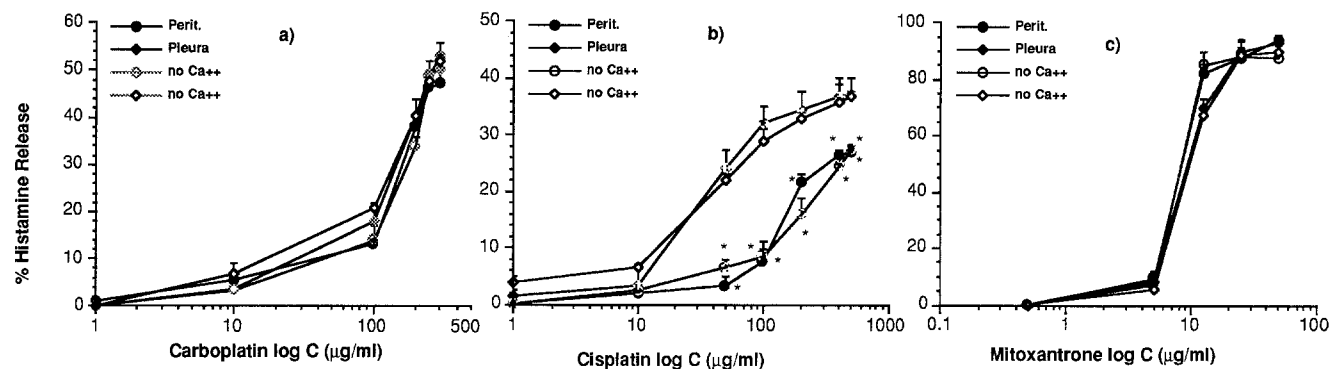 % Histamine Release
60
50
40
30
20
10
0
Perit.
Pleura
no Ca++
no Ca++
a)
1
10
100
500
Carboplatin log C (µg/ml)
50
40
30
20
10
0
Perit.
Pleura
no Ca++
no Ca++
b)
* * * * * * * * * * *
1
10
100
1000
Cisplatin log C (µg/ml)
100
80
60
40
20
0
Perit.
Pleura
no Ca++
no Ca++
c)
0.1
1
10
100
Mitoxantrone log C (µg/ml)